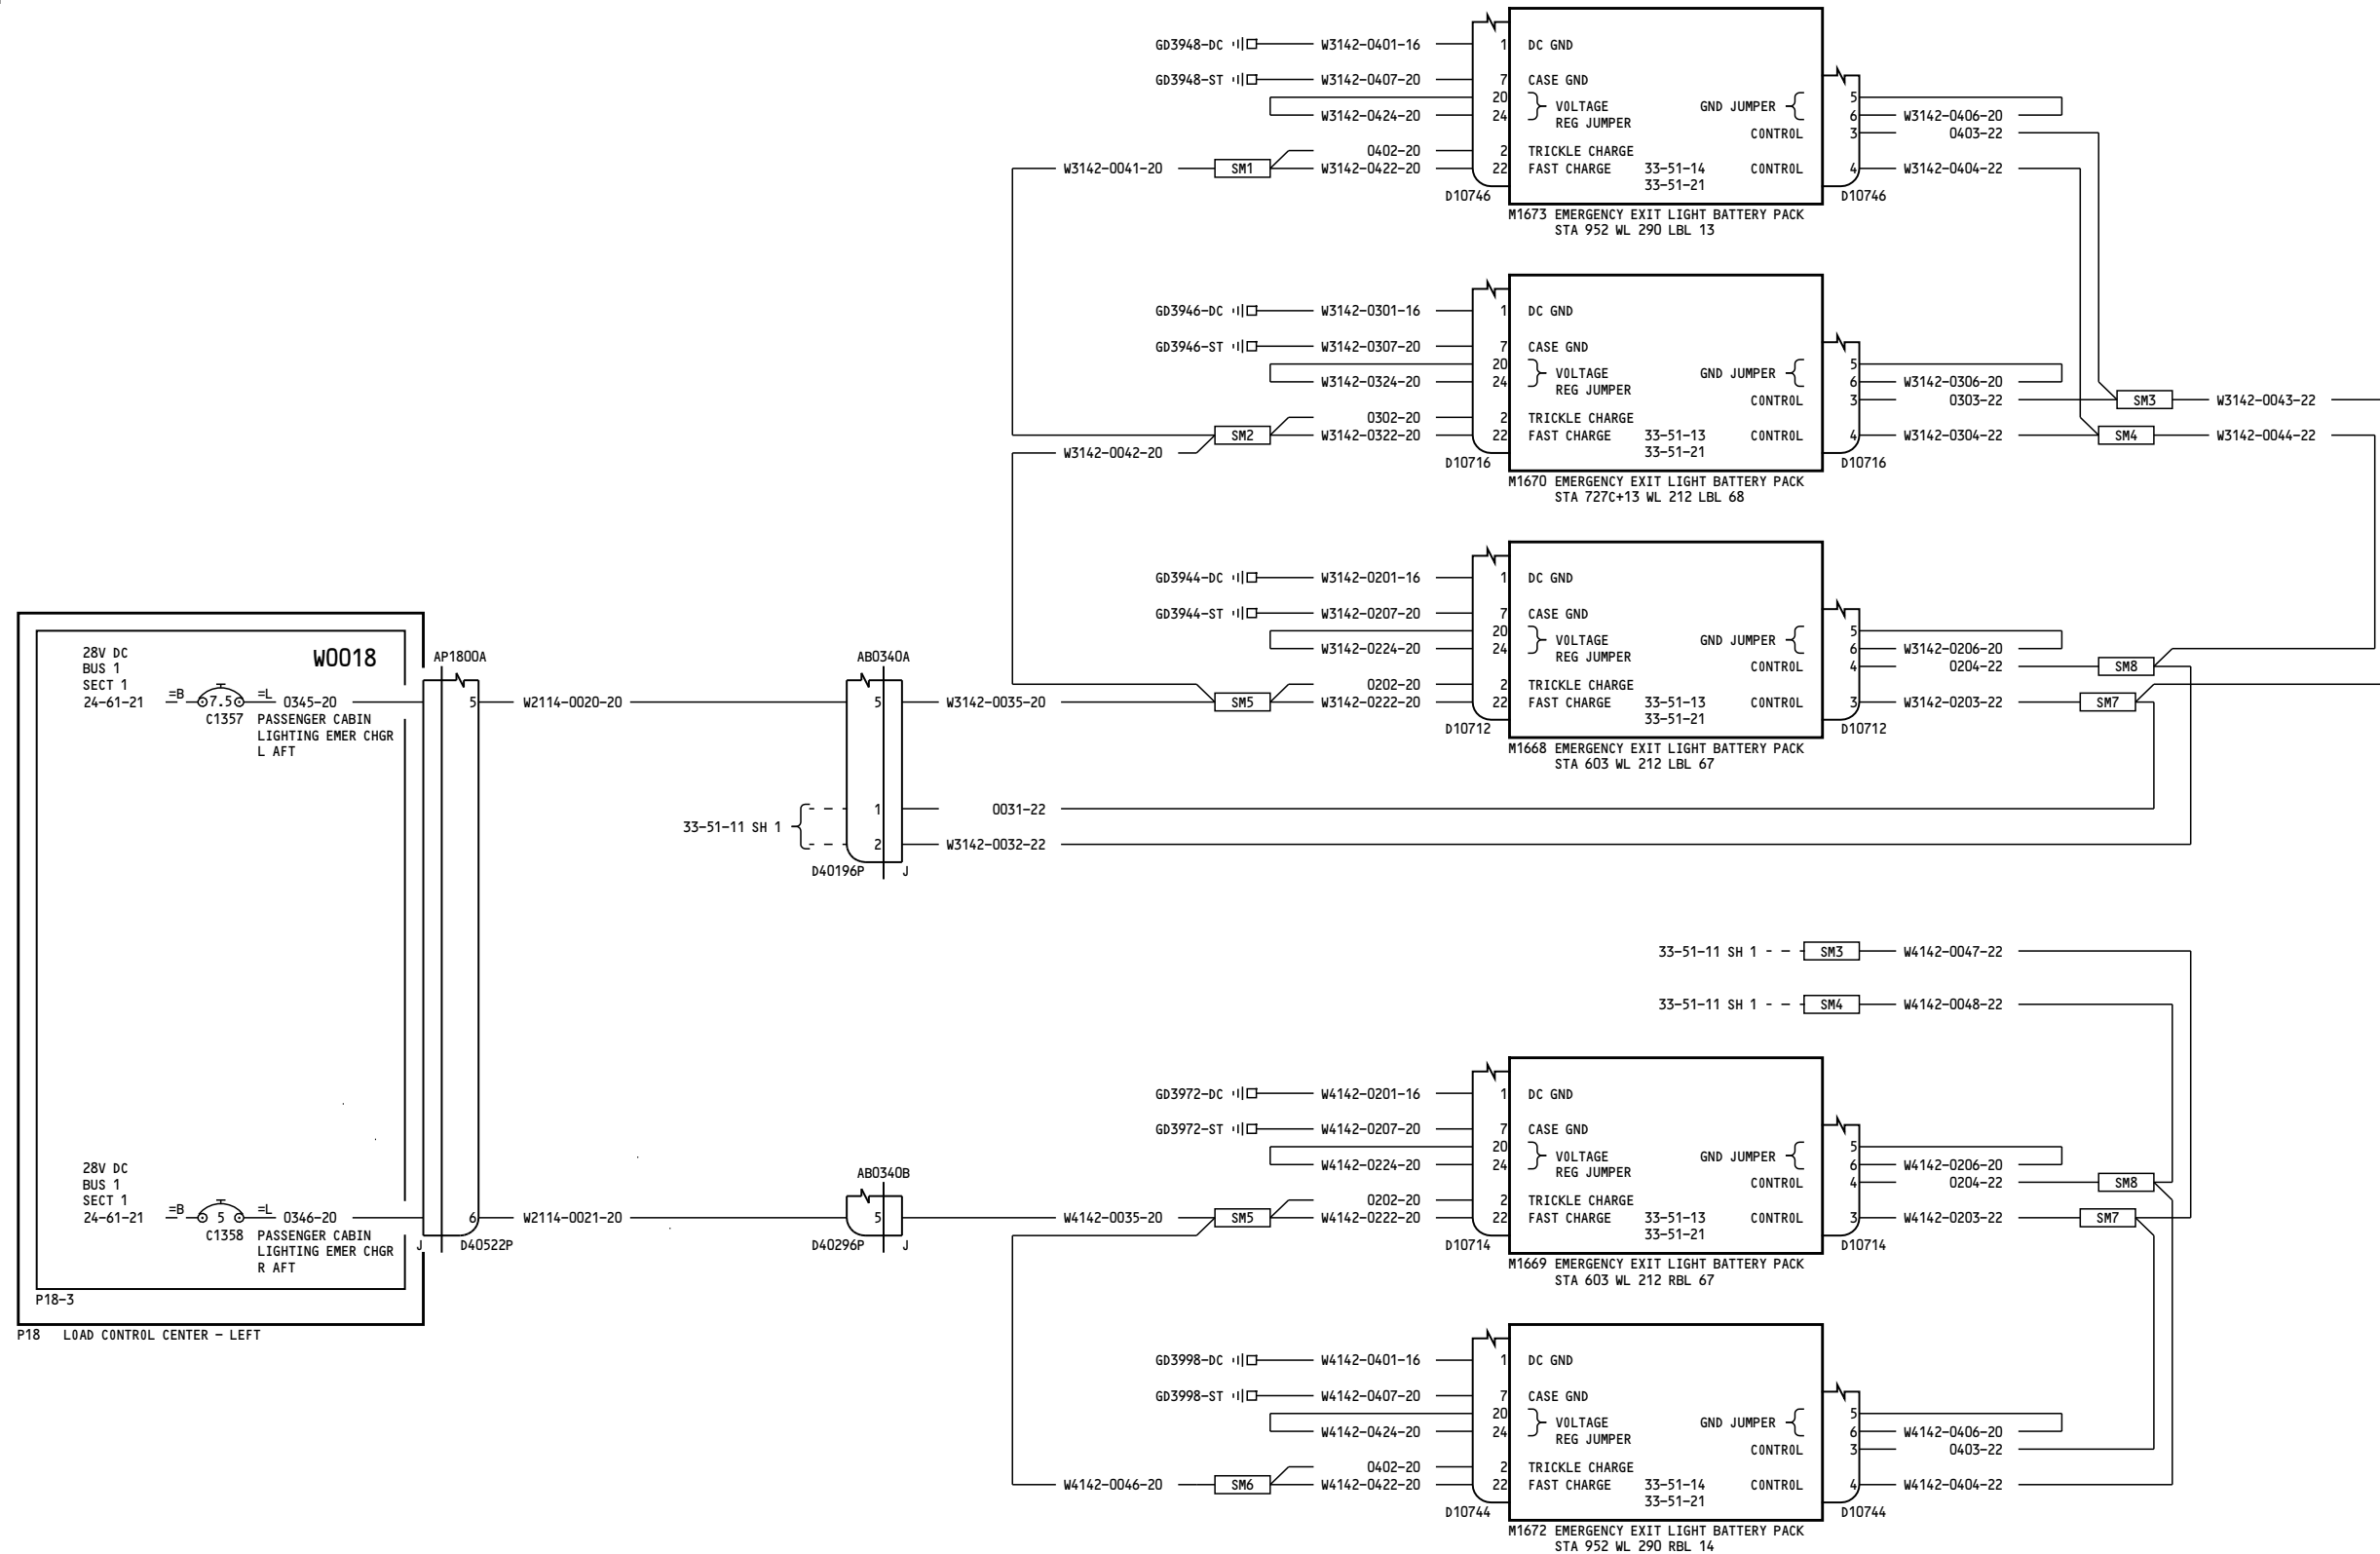 GD3948-DC W3142-0401-16 1 DC GND
GD3948-ST W3142-0407-20 7 CASE GND
20 VOLTAGE GND JUMPER 5
W3142-0424-20 24 REG JUMPER 6 W3142-0406-20
CONTROL 3 0403-22
0402-20 2 TRICKLE CHARGE
W3142-0041-20 SM1 W3142-0422-20 22 FAST CHARGE 33-51-14 CONTROL 4 W3142-0404-22
33-51-21
D10746 D10746
M1673 EMERGENCY EXIT LIGHT BATTERY PACK
STA 952 WL 290 LBL 13
GD3946-DC W3142-0301-16 1 DC GND
GD3946-ST W3142-0307-20 7 CASE GND
20 VOLTAGE GND JUMPER 5
W3142-0324-20 24 REG JUMPER 6 W3142-0306-20
CONTROL 3 0303-22 SM3 W3142-0043-22
0302-20 2 TRICKLE CHARGE
SM2 W3142-0322-20 22 FAST CHARGE 33-51-13 CONTROL 4 W3142-0304-22 SM4 W3142-0044-22
W3142-0042-20 33-51-21
D10716 D10716
M1670 EMERGENCY EXIT LIGHT BATTERY PACK
STA 727C+13 WL 212 LBL 68
GD3944-DC W3142-0201-16 1 DC GND
GD3944-ST W3142-0207-20 7 CASE GND
20 VOLTAGE GND JUMPER 5
W3142-0224-20 24 REG JUMPER 6 W3142-0206-20
CONTROL 4 0204-22 SM8
0202-20 2 TRICKLE CHARGE
28V DC
BUS 1
SECT 1
24-61-21 =B 7.5 =L 0345-20
W0018
AP1800A
AB0340A
5 W2114-0020-20 5 W3142-0035-20 SM5 W3142-0222-20 22 FAST CHARGE 33-51-13 CONTROL 3 W3142-0203-22 SM7
33-51-21
C1357 PASSENGER CABIN
LIGHTING EMER CHGR
L AFT
D10712 D10712
M1668 EMERGENCY EXIT LIGHT BATTERY PACK
STA 603 WL 212 LBL 67
1 0031-22
33-51-11 SH 1
2 W3142-0032-22
D40196P J
33-51-11 SH 1 SM3 W4142-0047-22
33-51-11 SH 1 SM4 W4142-0048-22
GD3972-DC W4142-0201-16 1 DC GND
GD3972-ST W4142-0207-20 7 CASE GND
20 VOLTAGE GND JUMPER 5
W4142-0224-20 24 REG JUMPER 6 W4142-0206-20
CONTROL 4 0204-22 SM8
0202-20 2 TRICKLE CHARGE
28V DC
BUS 1
SECT 1
24-61-21 =B 5 =L 0346-20
AB0340B
6 W2114-0021-20 5 W4142-0035-20 SM5 W4142-0222-20 22 FAST CHARGE 33-51-13 CONTROL 3 W4142-0203-22 SM7
33-51-21
C1358 PASSENGER CABIN
LIGHTING EMER CHGR
R AFT
J D40522P
D40296P J
D10714 D10714
M1669 EMERGENCY EXIT LIGHT BATTERY PACK
STA 603 WL 212 RBL 67
P18-3
P18 LOAD CONTROL CENTER - LEFT
GD3998-DC W4142-0401-16 1 DC GND
GD3998-ST W4142-0407-20 7 CASE GND
20 VOLTAGE GND JUMPER 5
W4142-0424-20 24 REG JUMPER 6 W4142-0406-20
CONTROL 3 0403-22
0402-20 2 TRICKLE CHARGE
W4142-0046-20 SM6 W4142-0422-20 22 FAST CHARGE 33-51-14 CONTROL 4 W4142-0404-22
33-51-21
D10744 D10744
M1672 EMERGENCY EXIT LIGHT BATTERY PACK
STA 952 WL 290 RBL 14